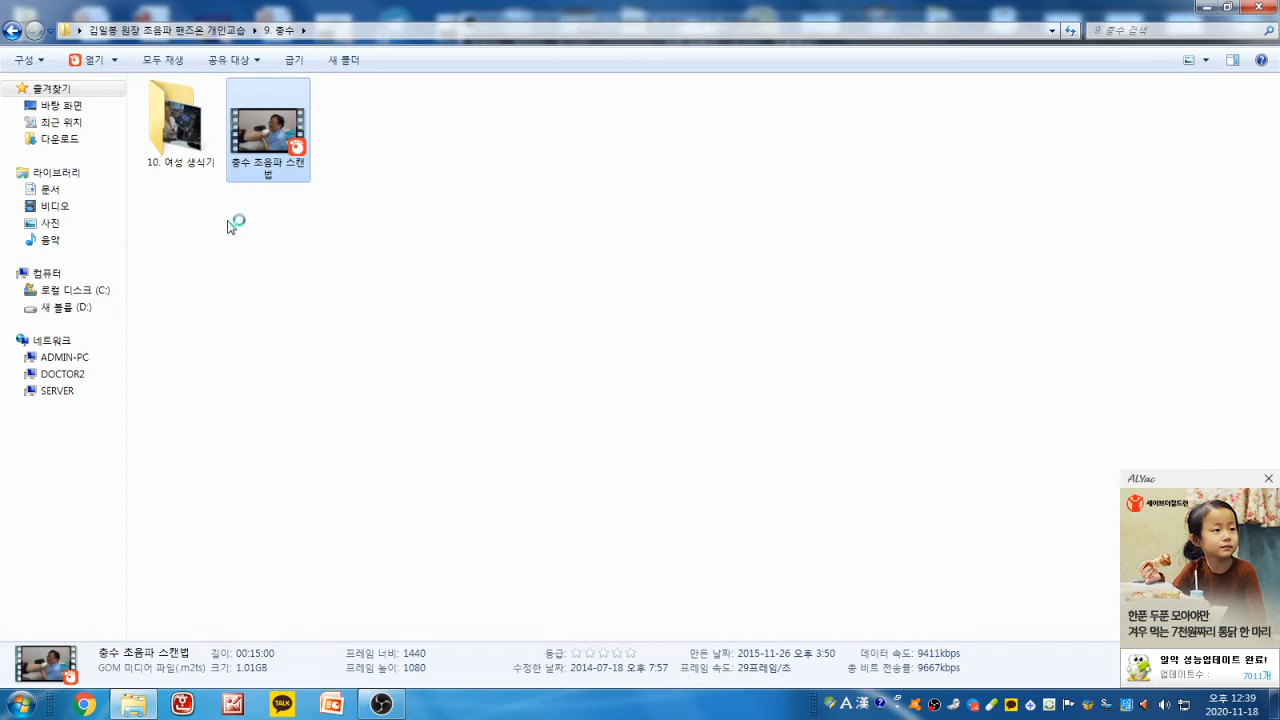 김일봉 원장 초음파 핸즈온 개인교습 ▸ 9. 충수 ▸
9. 충수 검색
구성 열기 모두 재생 공유 대상 굽기 새 폴더
즐겨찾기
바탕 화면
최근 위치
다운로드
라이브러리
문서
비디오
사진
음악
컴퓨터
로컬 디스크 (C:)
새 볼륨 (D:)
네트워크
ADMIN-PC
DOCTOR2
SERVER
10. 여성 생식기
충수 초음파 스캔
법
ALYac
세이브더칠드런
한푼 두푼 모아야만
겨우 먹는 7천원짜리 통닭 한 마리
알약 성능업데이트 완료!
업데이트수 : 7011개
충수 초음파 스캔법 길이: 00:15:00 프레임 너비: 1440 등급: 만든 날짜: 2015-11-26 오후 3:50 데이터 속도: 9411kbps
GOM 미디어 파일(.m2ts) 크기: 1.01GB 프레임 높이: 1080 수정한 날짜: 2014-07-18 오후 7:57 프레임 속도: 29프레임/초 총 비트 전송률: 9667kbps
TALK
A 漢
오후 12:39
2020-11-18